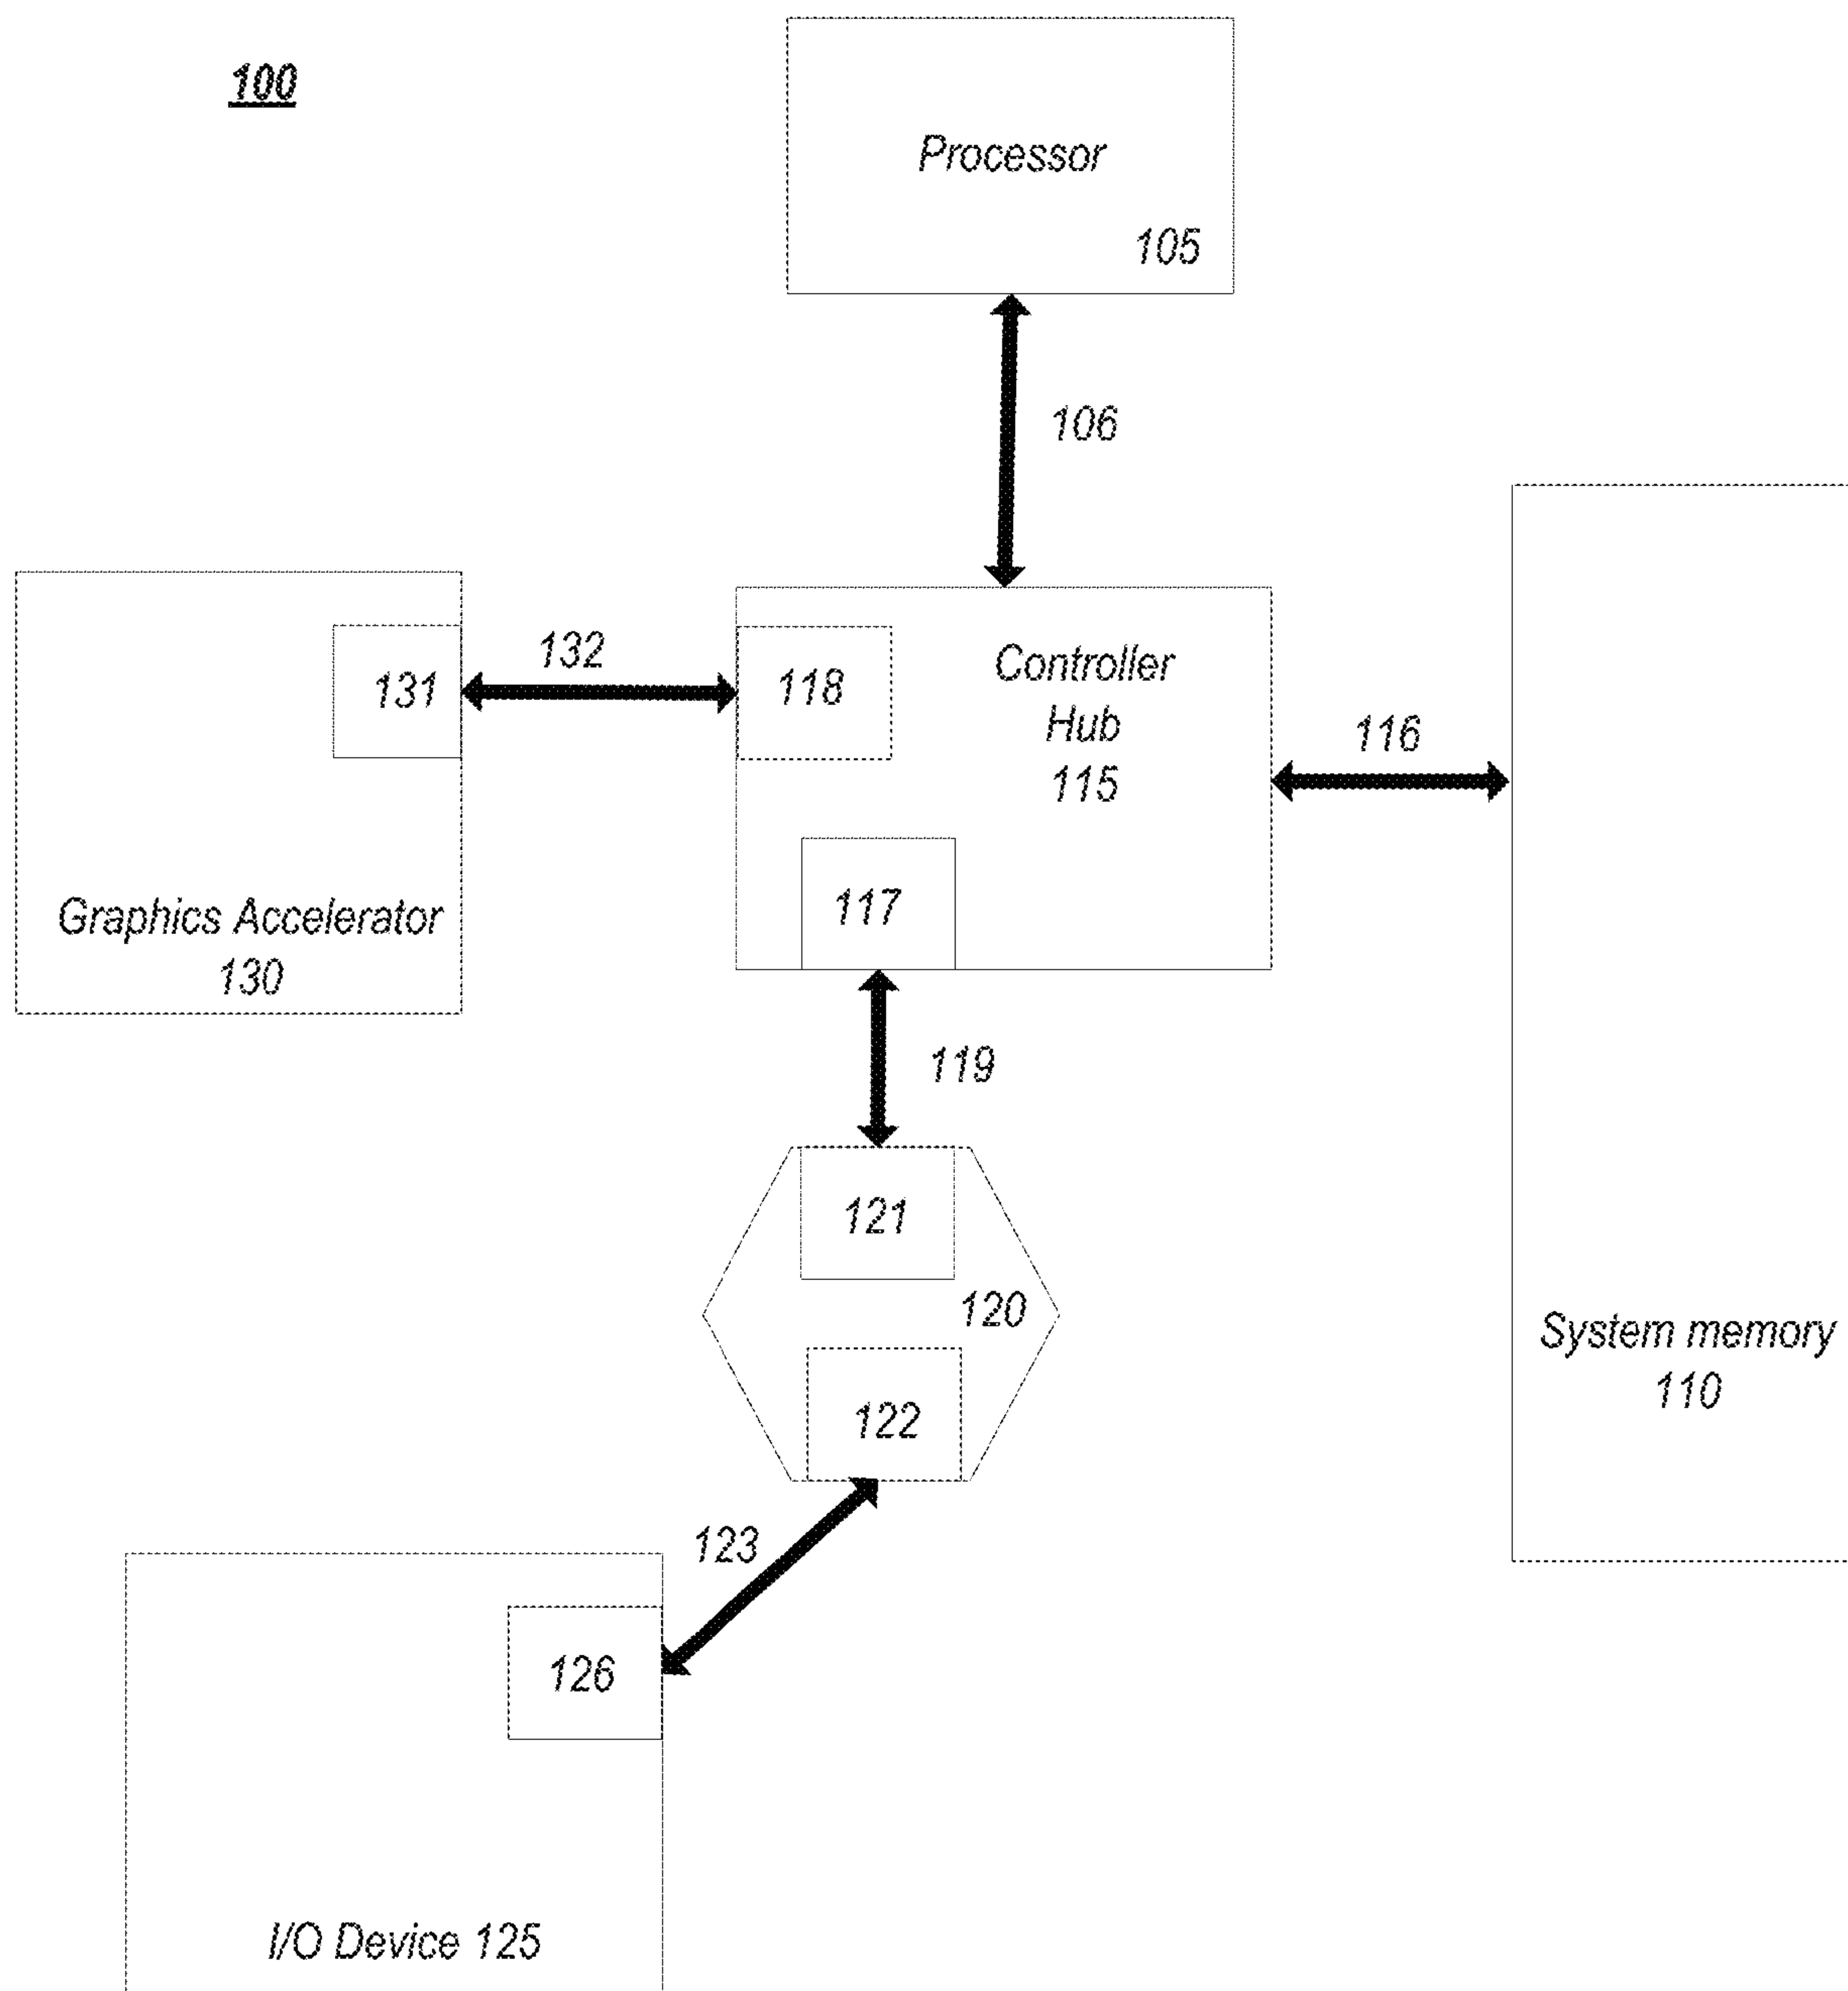 100
Processor
105
106
131
132
118
Controller
Hub
115
116
Graphics Accelerator
130
117
119
121
120
122
System memory
110
123
126
I/O Device 125